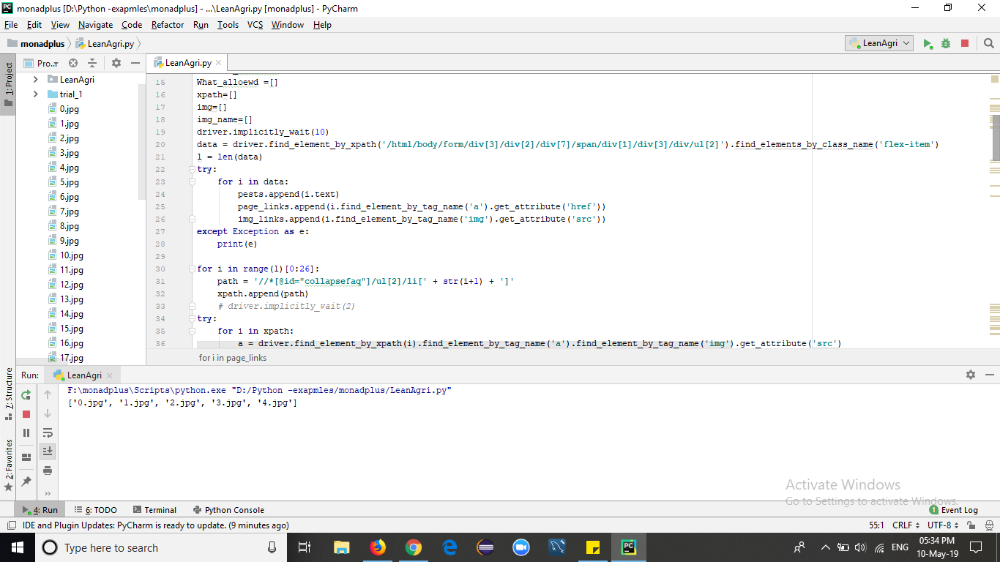 monadplus [D:\Python -exapmles\monadplus] - ...\LeanAgri.py [monadplus] - PyCharm
File Edit View Navigate Code Refactor Run Tools VCS Window Help
monadplus LeanAgri.py LeanAgri
1: Project
Pro..
LeanAgri.py
LeanAgri
trial_1
0.jpg
1.jpg
2.jpg
3.jpg
4.jpg
5.jpg
6.jpg
7.jpg
8.jpg
9.jpg
10.jpg
11.jpg
12.jpg
13.jpg
14.jpg
15.jpg
16.jpg
17.jpg
15 What_alloewd =[]
16 xpath=[]
17 img=[]
18 img_name=[]
19 driver.implicitly_wait(10)
20 data = driver.find_element_by_xpath('/html/body/form/div[3]/div[2]/div[7]/span/div[1]/div[3]/div/ul[2]').find_elements_by_class_name('flex-item')
21 l = len(data)
22 try:
23 for i in data:
24 pests.append(i.text)
25 page_links.append(i.find_element_by_tag_name('a').get_attribute('href'))
26 img_links.append(i.find_element_by_tag_name('img').get_attribute('src'))
27 except Exception as e:
28 print(e)
29
30 for i in range(l)[0:26]:
31 path = '//*[@id="collapsefaq"]/ul[2]/li[' + str(i+1) + ']'
32 xpath.append(path)
33 # driver.implicitly_wait(2)
34 try:
35 for i in xpath:
36 a = driver.find_element_by_xpath(i).find_element_by_tag_name('a').find_element_by_tag_name('img').get_attribute('src')
for i in page_links
7: Structure
2: Favorites
Run: LeanAgri
F:\monadplus\Scripts\python.exe "D:/Python -exapmles/monadplus/LeanAgri.py"
['0.jpg', '1.jpg', '2.jpg', '3.jpg', '4.jpg']
Activate Windows
Go to Settings to activate Windows.
4: Run 6: TODO Terminal Python Console 1 Event Log
IDE and Plugin Updates: PyCharm is ready to update. (9 minutes ago) 55:1 CRLF UTF-8
Type here to search
ENG
05:34 PM
10-May-19